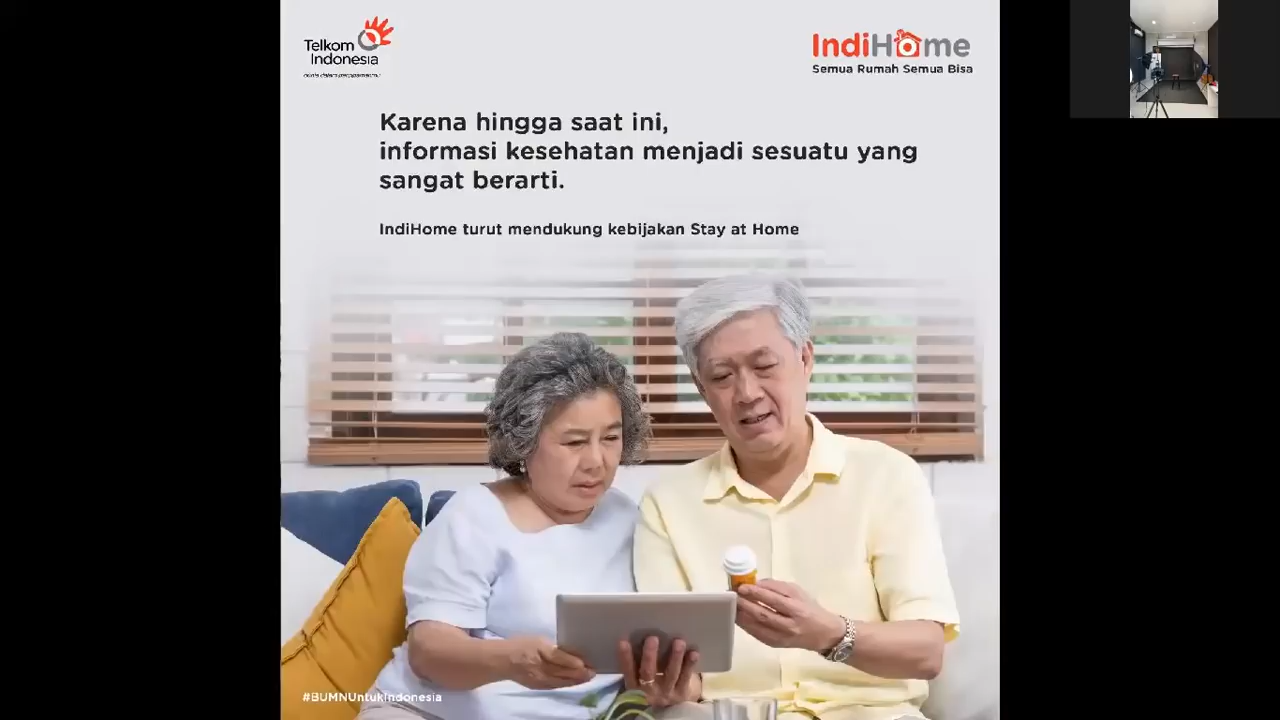 Telkom
Indonesia
IndiHome
Semua Rumah Semua Bisa
Karena hingga saat ini,
informasi kesehatan menjadi sesuatu yang
sangat berarti.
IndiHome turut mendukung kebijakan Stay at Home
#BUMNUntukIndonesia